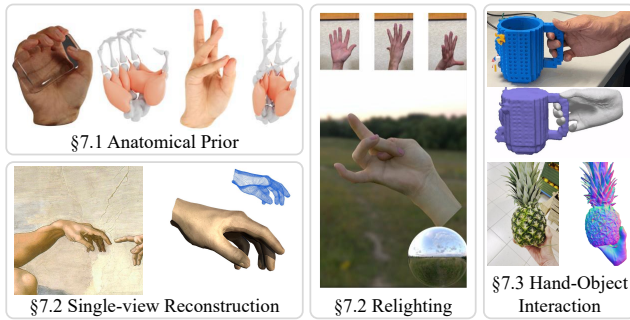 §7.1 Anatomical Prior
§7.2 Single-view Reconstruction
§7.2 Relighting
§7.3 Hand-Object
Interaction